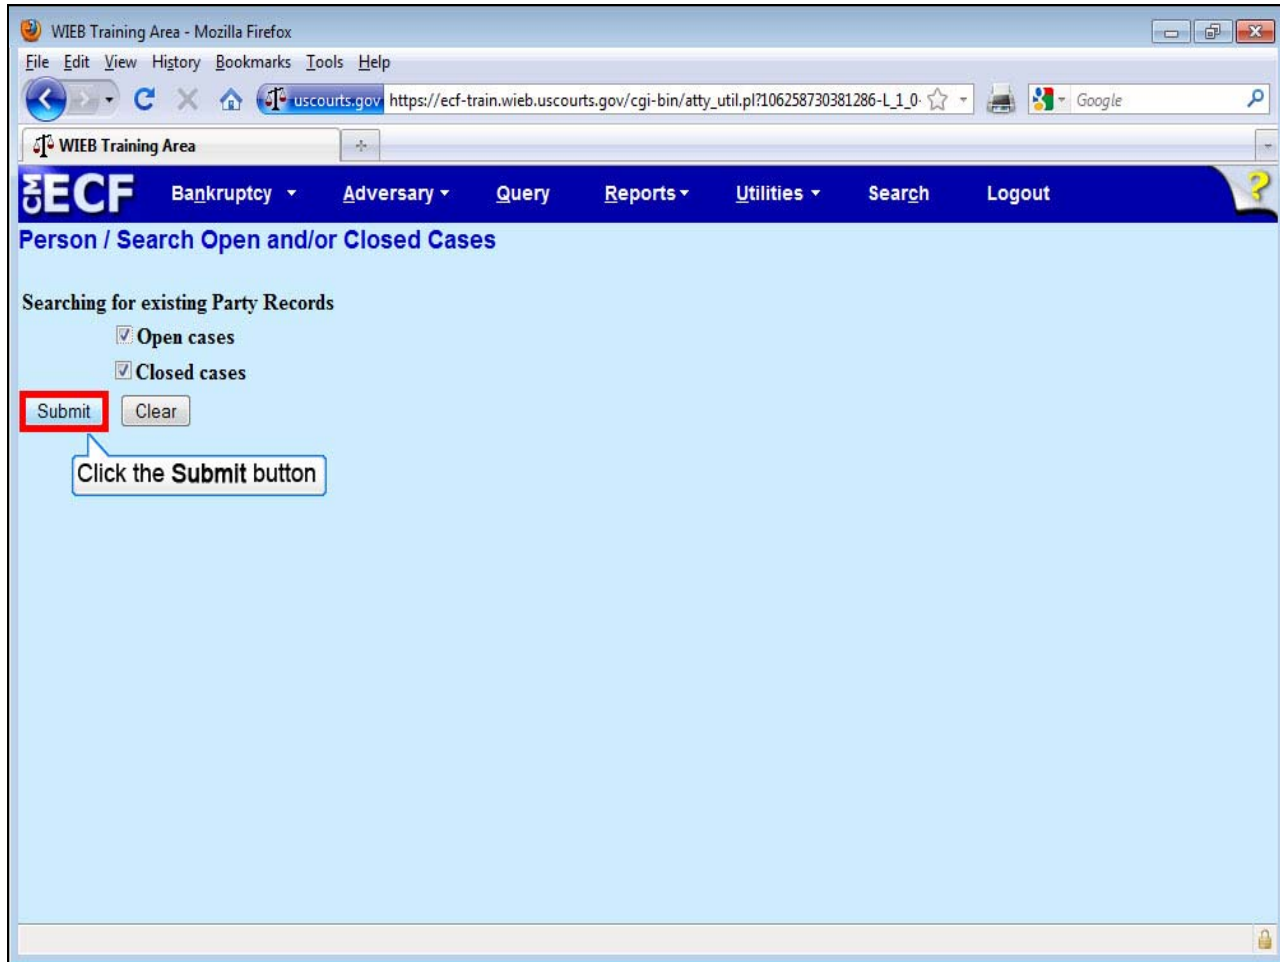 WIEB Training Area - Mozilla Firefox
File Edit View History Bookmarks Tools Help
uscourts.gov https://ecf-train.wieb.uscourts.gov/cgi-bin/atty_util.pl?106258730381286-L_1_0- Google
WIEB Training Area
CM ECF Bankruptcy Adversary Query Reports Utilities Search Logout ?
Person / Search Open and/or Closed Cases
Searching for existing Party Records
Open cases
Closed cases
Submit Clear
Click the Submit button